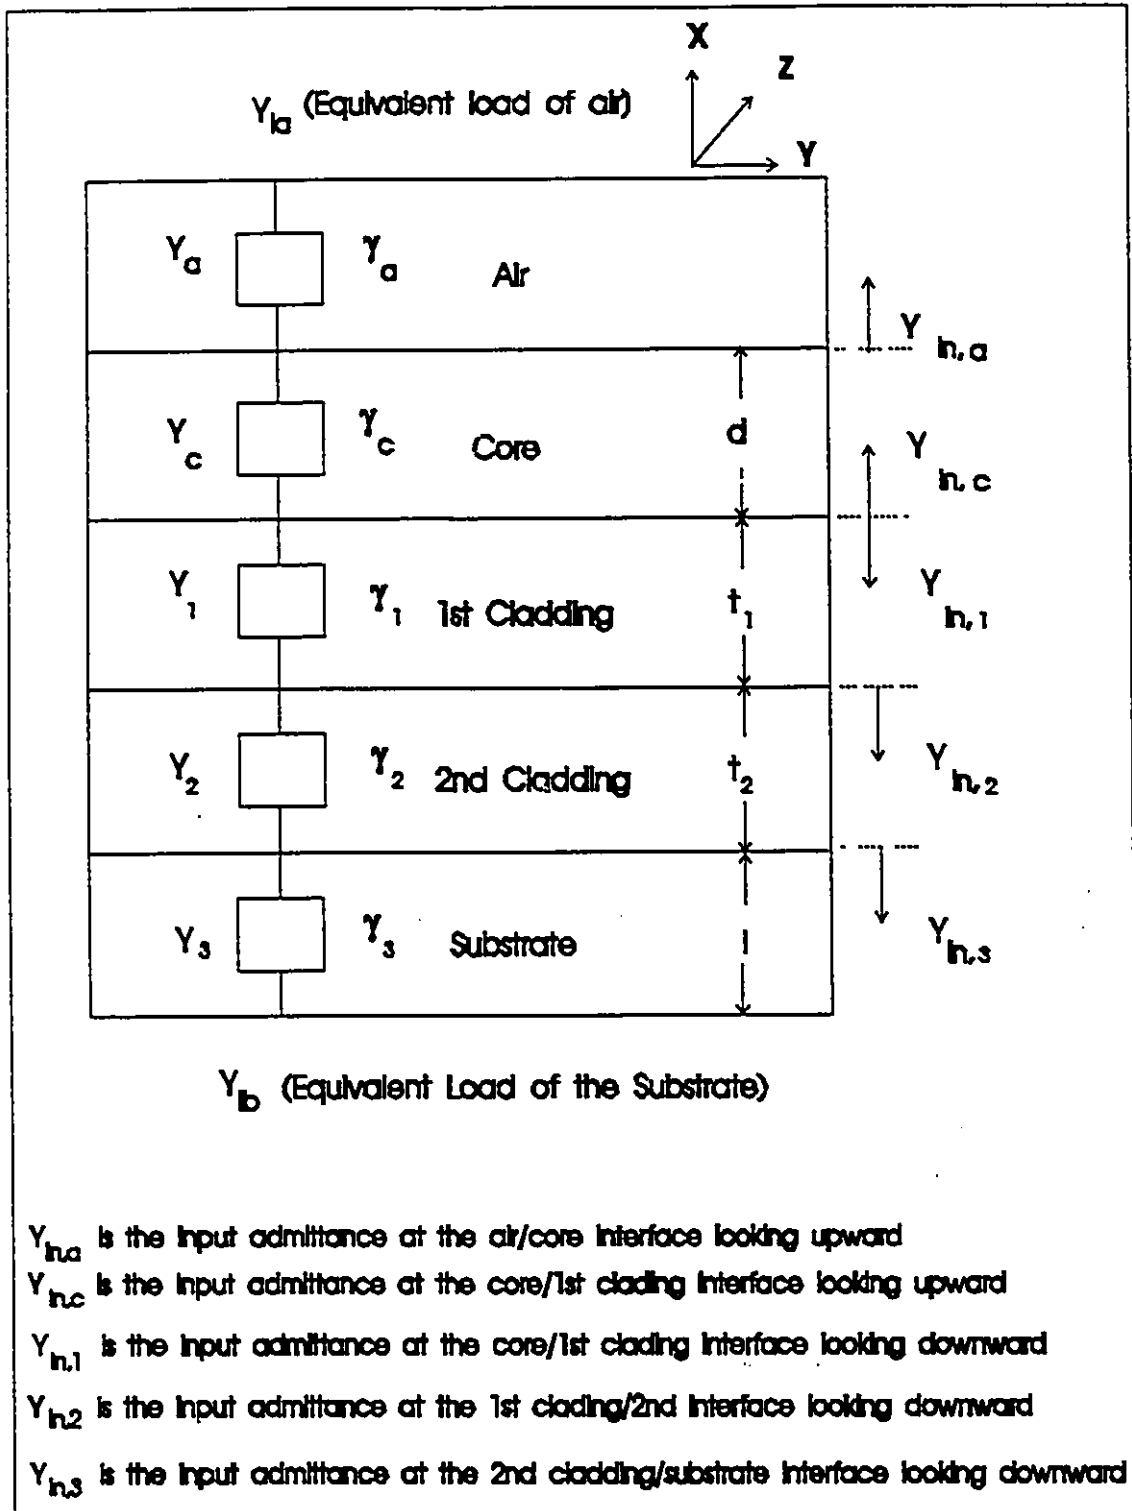 X
Z
Y_la (Equivalent load of air)
Y
Y_a γ_a Air
Y_in,a
Y_c γ_c Core d
Y_in,c
Y_1 γ_1 1st Cladding t_1
Y_in,1
Y_2 γ_2 2nd Cladding t_2
Y_in,2
Y_3 γ_3 Substrate l
Y_in,3
Y_lb (Equivalent Load of the Substrate)
Y_in,a is the input admittance at the air/core interface looking upward
Y_in,c is the input admittance at the core/1st clading interface looking upward
Y_in,1 is the input admittance at the core/1st clading interface looking downward
Y_in,2 is the input admittance at the 1st clading/2nd interface looking downward
Y_in,3 is the input admittance at the 2nd cladding/substrate interface looking downward